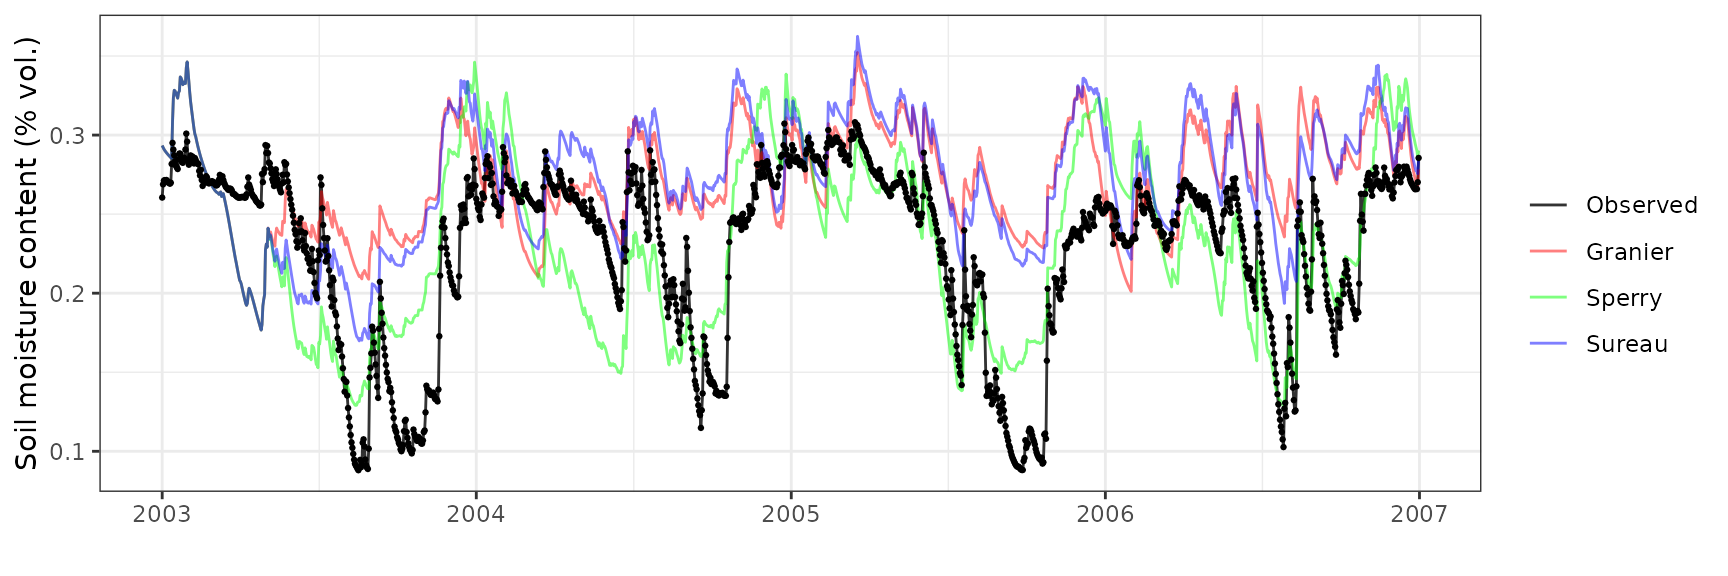 Soil moisture content (% vol.)
0.3
0.2
0.1
2003 2004 2005 2006 2007
Observed
Granier
Sperry
Sureau